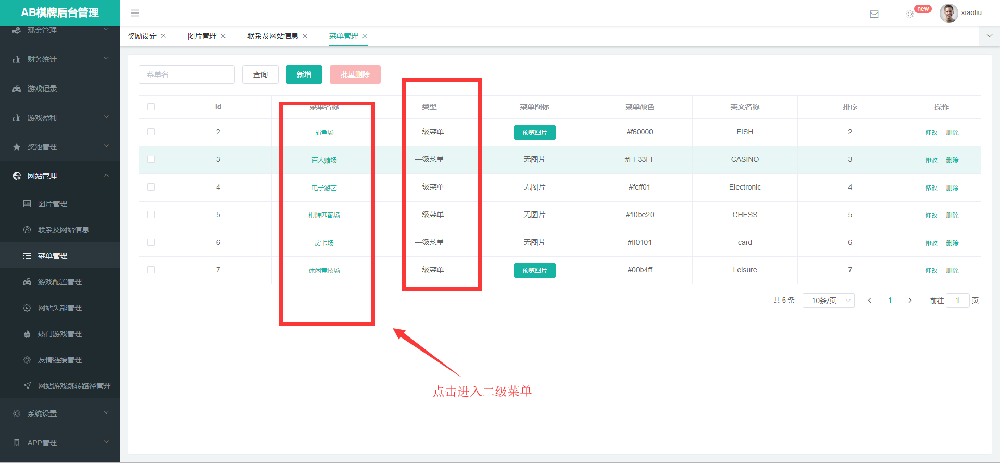 AB棋牌后台管理
new
xiaoliu
现金管理
财务统计
游戏记录
游戏盈利
奖池管理
网站管理
图片管理
联系及网站信息
菜单管理
游戏配置管理
网站头部管理
热门游戏管理
友情链接管理
网站游戏跳转路径管理
系统设置
APP管理
奖励设定 图片管理 联系及网站信息 菜单管理
菜单名 查询 新增 批量删除
id 菜单名称 类型 菜单图标 菜单颜色 英文名称 排序 操作
2 捕鱼场 一级菜单 预览图片 #f60000 FISH 2 修改 删除
3 百人赌场 一级菜单 无图片 #FF33FF CASINO 3 修改 删除
4 电子游艺 一级菜单 无图片 #fcff01 Electronic 4 修改 删除
5 棋牌匹配场 一级菜单 无图片 #10be20 CHESS 5 修改 删除
6 房卡场 一级菜单 无图片 #ff0101 card 6 修改 删除
7 休闲竞技场 一级菜单 预览图片 #00b4ff Leisure 7 修改 删除
共 6 条 10条/页 1 前往 1 页
点击进入二级菜单